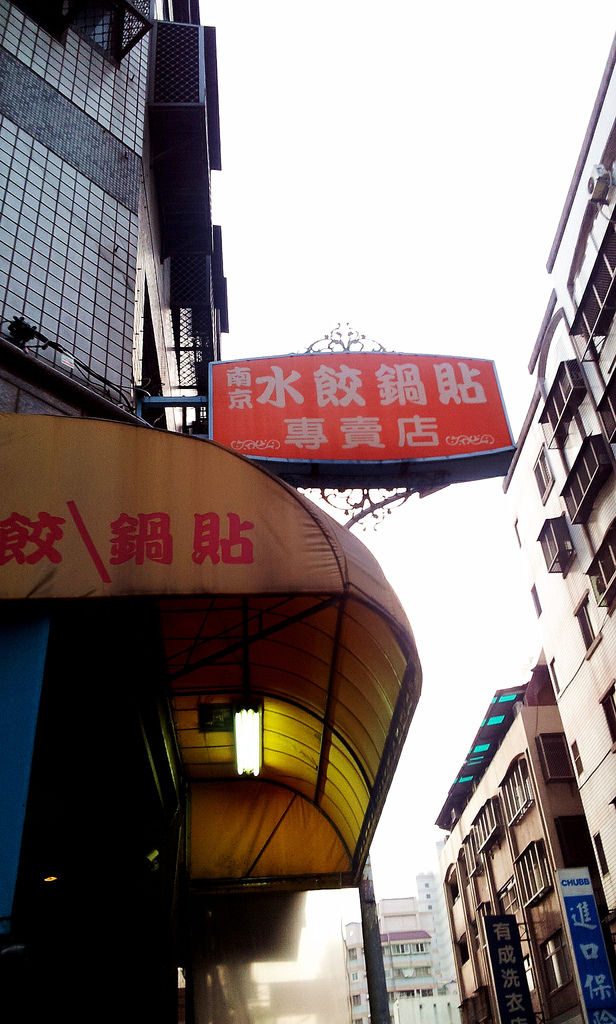 南京
水餃鍋貼
專賣店
餃\鍋貼
CHUBB
進口保
有成洗衣